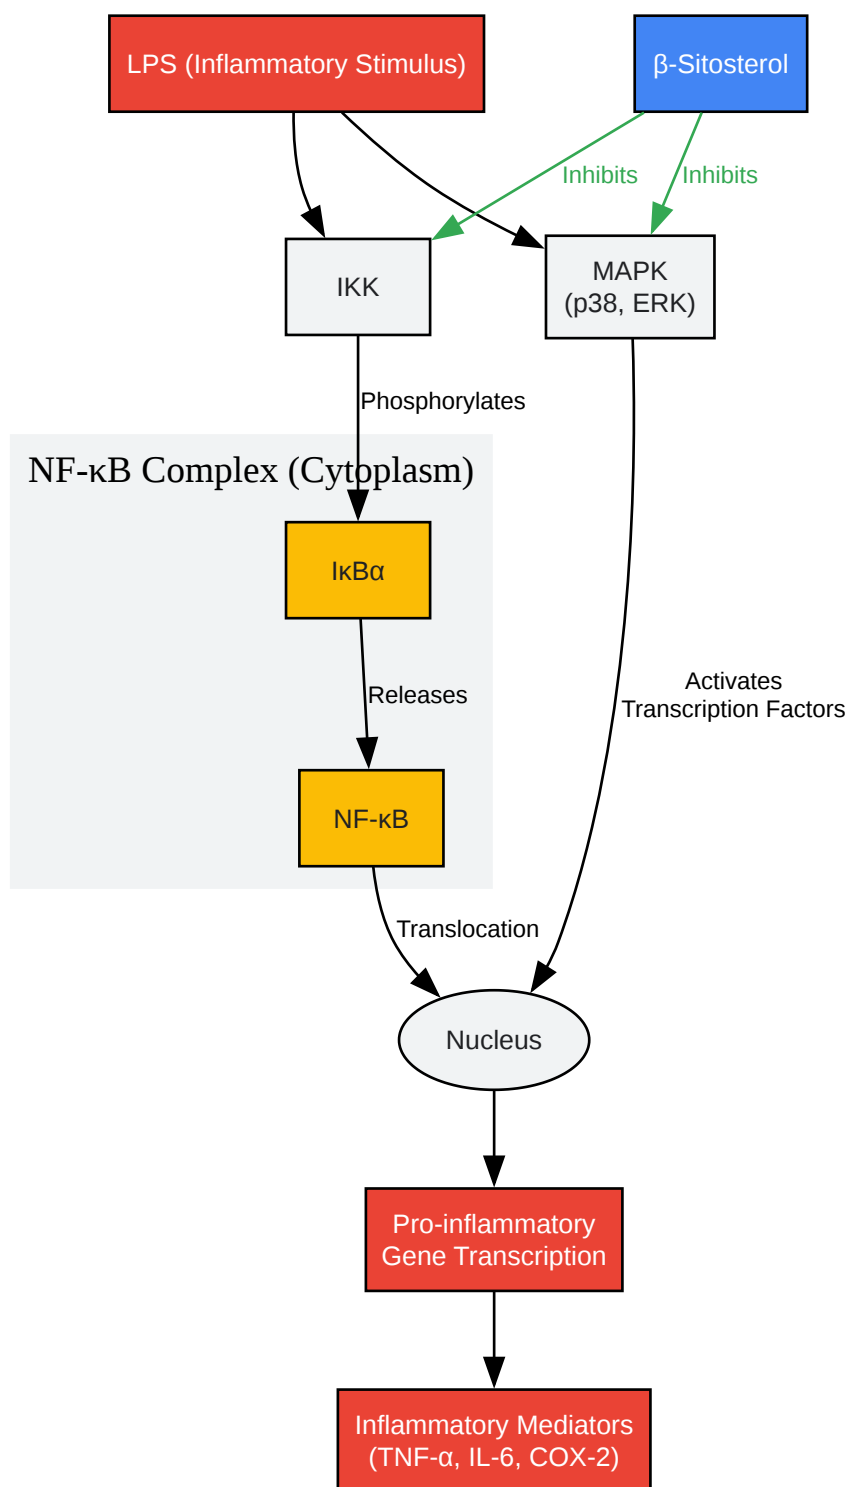 LPS (Inflammatory Stimulus)
β-Sitosterol
Inhibits
Inhibits
IKK
MAPK
(p38, ERK)
Phosphorylates
NF-κB Complex (Cytoplasm)
IκBα
Releases
Activates
Transcription Factors
NF-κB
Translocation
Nucleus
Pro-inflammatory
Gene Transcription
Inflammatory Mediators
(TNF-α, IL-6, COX-2)